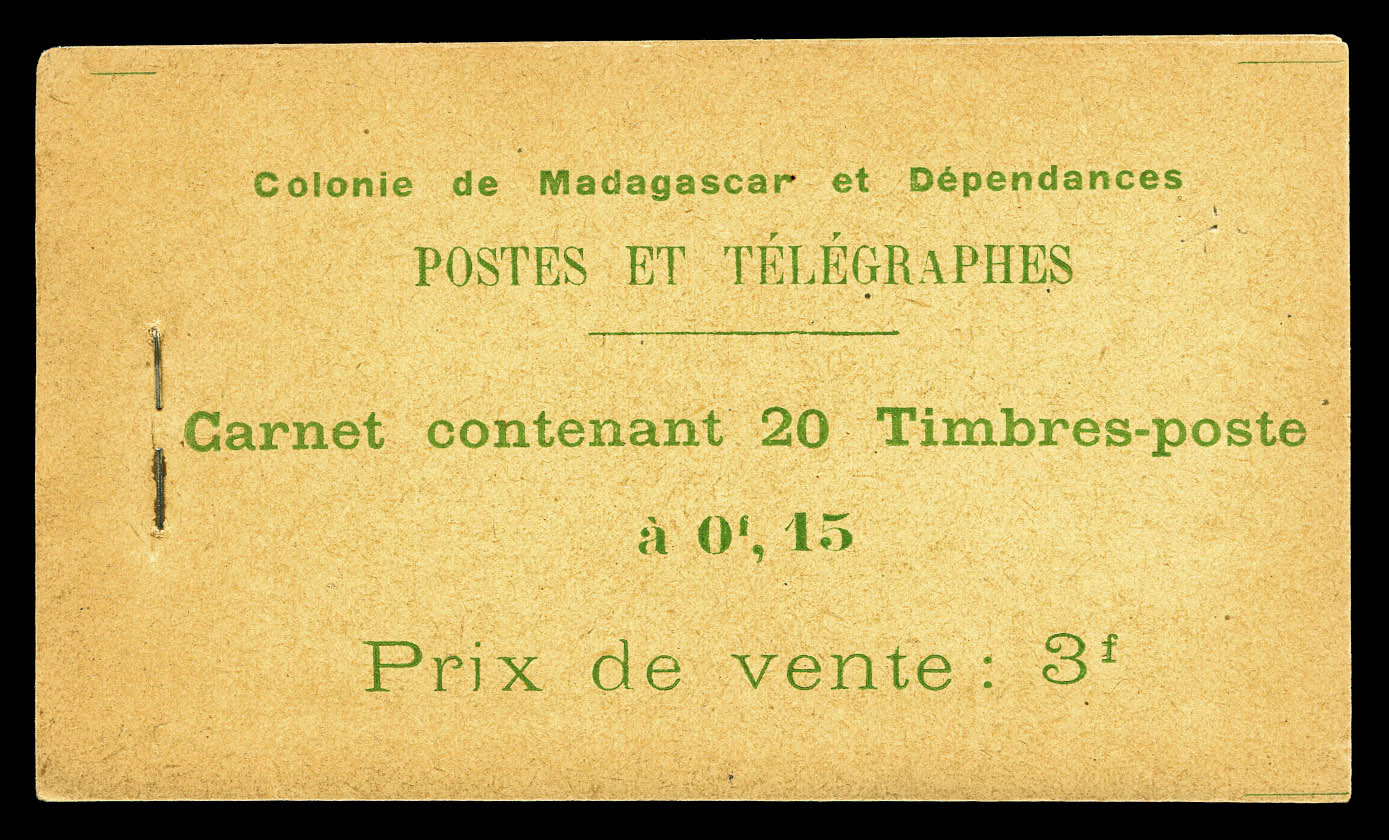 Colonie de Madagascar et Dépendances
POSTES ET TÉLÉGRAPHES
Carnet contenant 20 Timbres-poste
à 0f, 15
Prix de vente : 3f